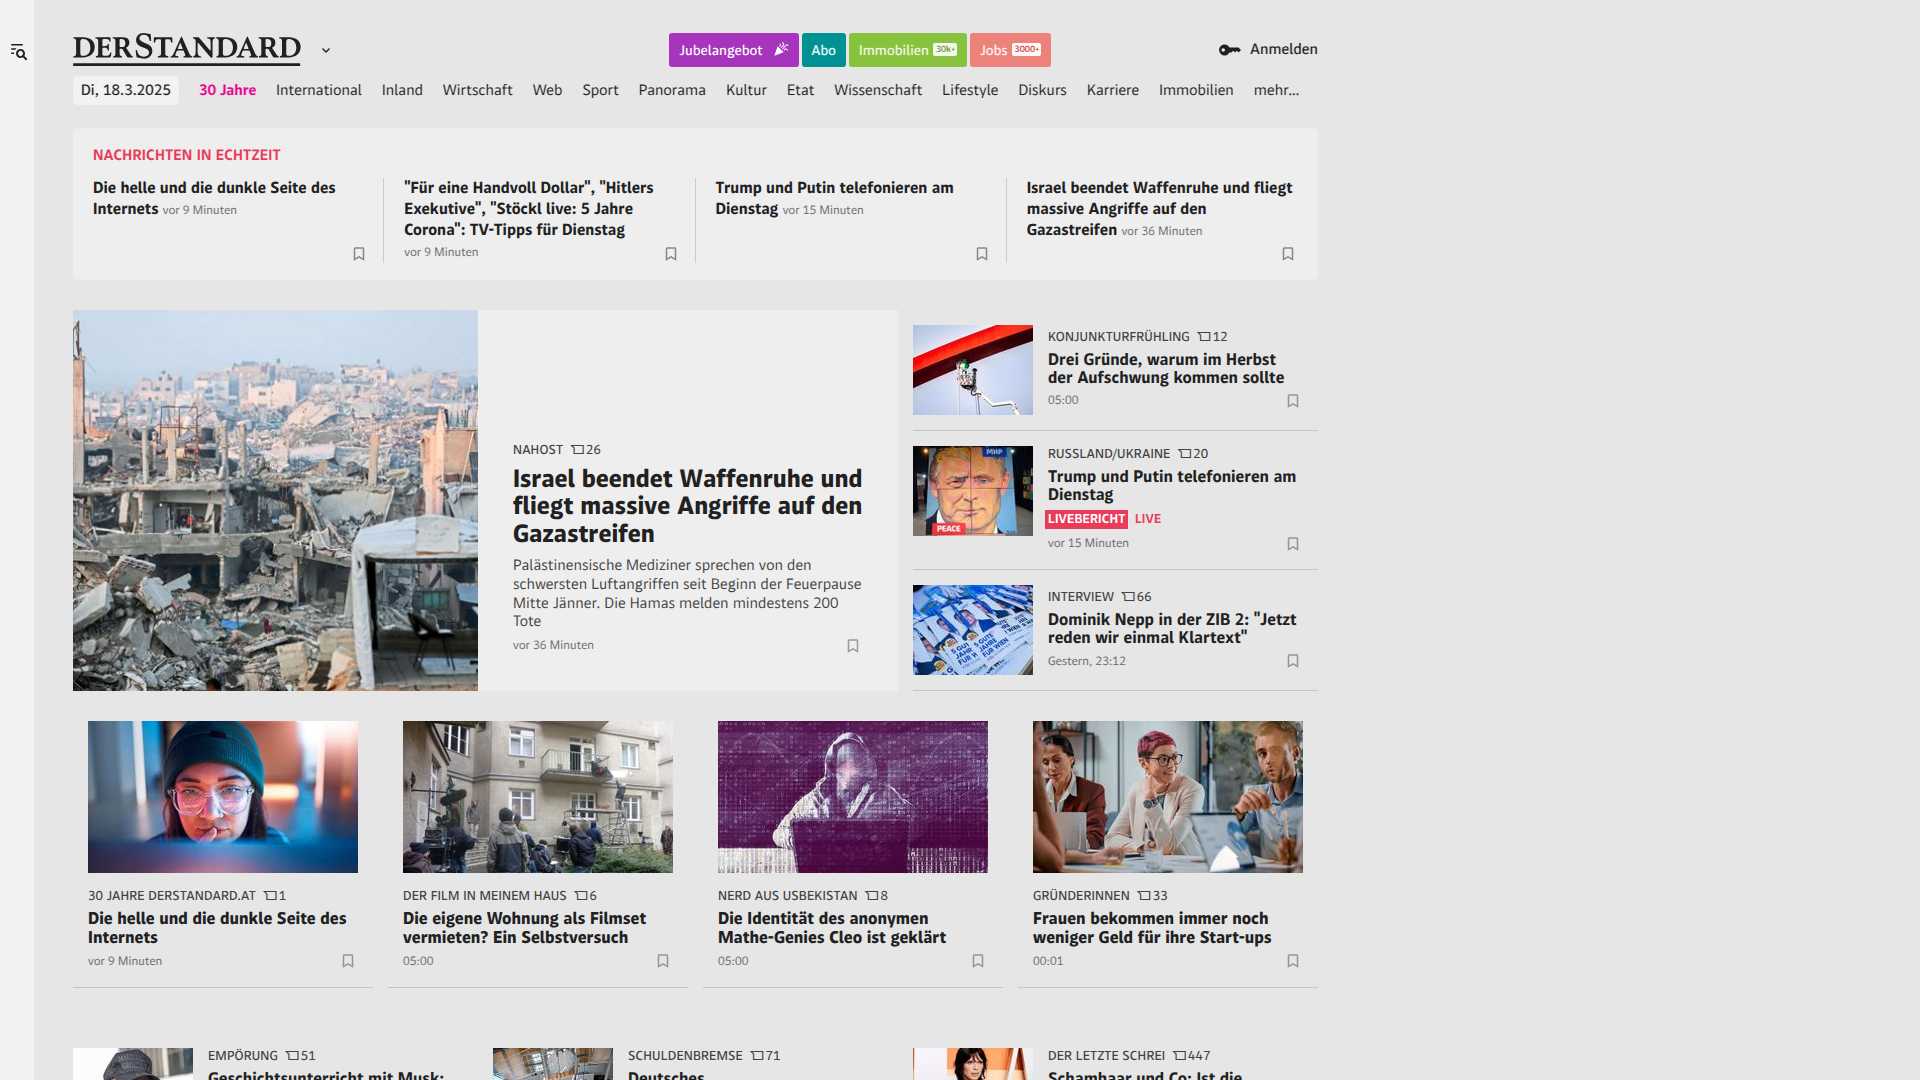 DERSTANDARD
Jubelangebot
Abo
Immobilien 30k+
Jobs 3000+
Anmelden
Di, 18.3.2025
30 Jahre
International
Inland
Wirtschaft
Web
Sport
Panorama
Kultur
Etat
Wissenschaft
Lifestyle
Diskurs
Karriere
Immobilien
mehr...
NACHRICHTEN IN ECHTZEIT
Die helle und die dunkle Seite des
Internets vor 9 Minuten
"Für eine Handvoll Dollar", "Hitlers
Exekutive", "Stöckl live: 5 Jahre
Corona": TV-Tipps für Dienstag
vor 9 Minuten
Trump und Putin telefonieren am
Dienstag vor 15 Minuten
Israel beendet Waffenruhe und fliegt
massive Angriffe auf den
Gazastreifen vor 36 Minuten
NAHOST 26
Israel beendet Waffenruhe und
fliegt massive Angriffe auf den
Gazastreifen
Palästinensische Mediziner sprechen von den
schwersten Luftangriffen seit Beginn der Feuerpause
Mitte Jänner. Die Hamas melden mindestens 200
Tote
vor 36 Minuten
KONJUNKTURFRÜHLING 12
Drei Gründe, warum im Herbst
der Aufschwung kommen sollte
05:00
MHP
PEACE
RUSSLAND/UKRAINE 20
Trump und Putin telefonieren am
Dienstag
LIVEBERICHT LIVE
vor 15 Minuten
INTERVIEW 66
Dominik Nepp in der ZIB 2: "Jetzt
reden wir einmal Klartext"
Gestern, 23:12
30 JAHRE DERSTANDARD.AT 1
Die helle und die dunkle Seite des
Internets
vor 9 Minuten
DER FILM IN MEINEM HAUS 6
Die eigene Wohnung als Filmset
vermieten? Ein Selbstversuch
05:00
NERD AUS USBEKISTAN 8
Die Identität des anonymen
Mathe-Genies Cleo ist geklärt
05:00
GRÜNDERINNEN 33
Frauen bekommen immer noch
weniger Geld für ihre Start-ups
00:01
EMPÖRUNG 51
Geschichtsunterricht mit Musk:
SCHULDENBREMSE 71
Deutsches
DER LETZTE SCHREI 447
Schamhaar und Co: Ist die